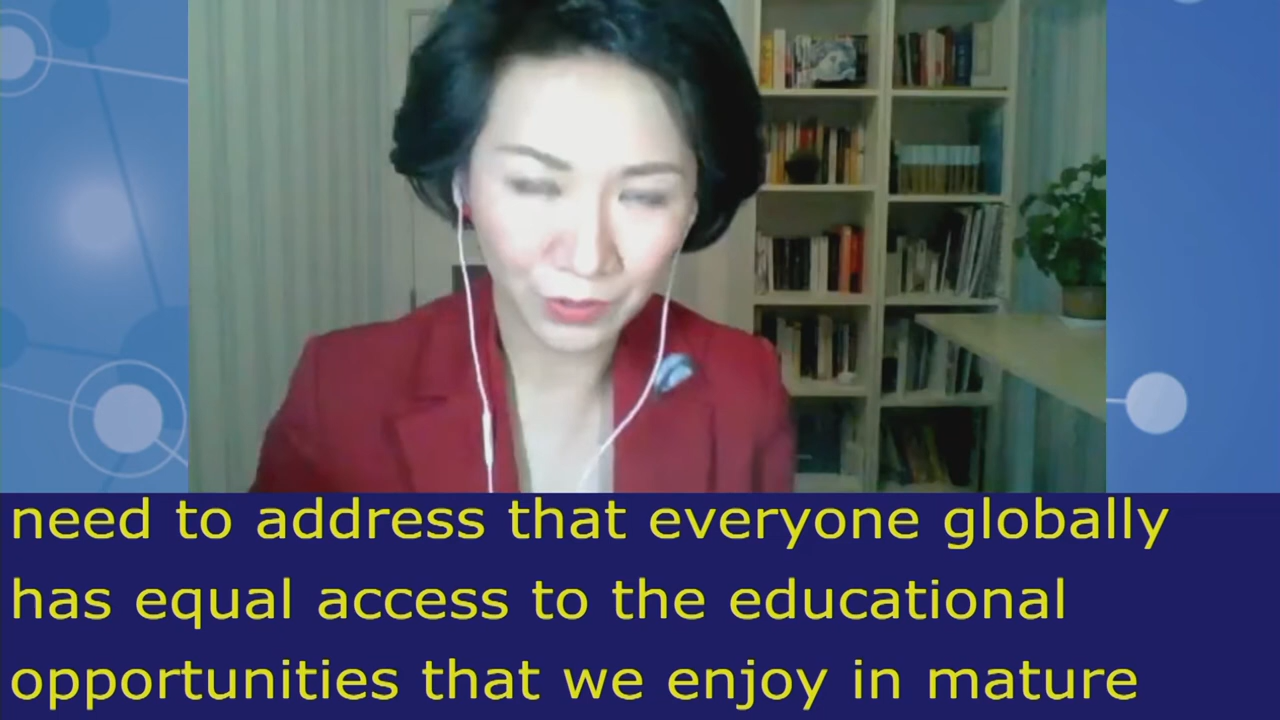 need to address that everyone globally
has equal access to the educational
opportunities that we enjoy in mature